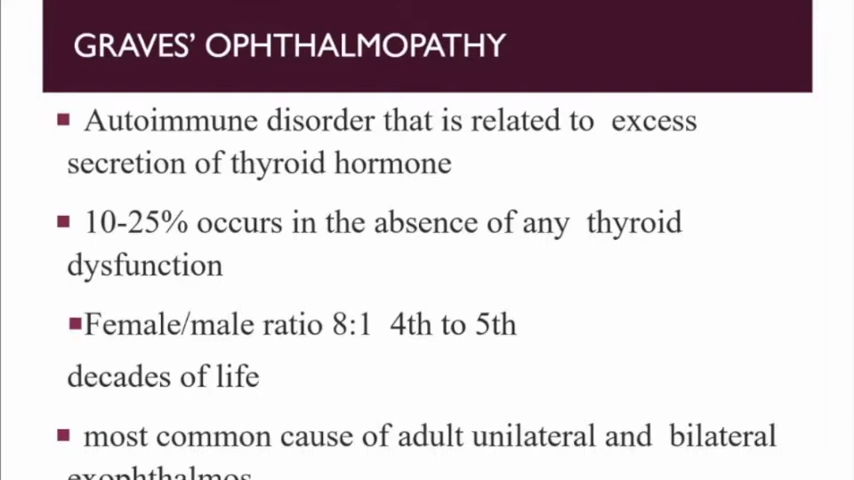 GRAVES’ OPHTHALMOPATHY
▪ Autoimmune disorder that is related to excess
secretion of thyroid hormone
▪ 10-25% occurs in the absence of any thyroid
dysfunction
▪Female/male ratio 8:1 4th to 5th
decades of life
▪ most common cause of adult unilateral and bilateral
exophthalmos